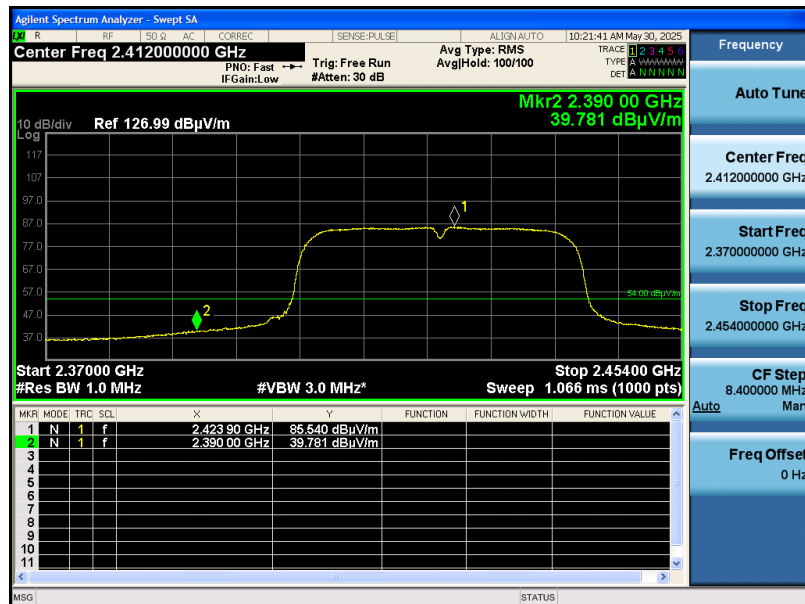 Agilent Spectrum Analyzer - Swept SA
LXI R RF 50 Ω AC CORREC SENSE:PULSE ALIGN AUTO 10:21:41 AM May 30, 2025
Center Freq 2.412000000 GHz
PNO: Fast
IFGain:Low
Trig: Free Run
#Atten: 30 dB
Avg Type: RMS
Avg|Hold: 100/100
TRACE 1 2 3 4 5 6
TYPE A WWWWW
DET A N N N N N
Mkr2 2.390 00 GHz
39.781 dBµV/m
10 dB/div Ref 126.99 dBµV/m
Log
117
107
97.0
87.0
77.0
67.0
57.0
47.0
37.0
1
2
54.00 dBµV/m
Start 2.37000 GHz Stop 2.45400 GHz
#Res BW 1.0 MHz #VBW 3.0 MHz* Sweep 1.066 ms (1000 pts)
MKR MODE TRC SCL X Y FUNCTION FUNCTION WIDTH FUNCTION VALUE
1 N 1 f 2.423 90 GHz 85.540 dBµV/m
2 N 1 f 2.390 00 GHz 39.781 dBµV/m
3
4
5
6
7
8
9
10
11
MSG STATUS
Frequency
Auto Tune
Center Freq
2.412000000 GHz
Start Freq
2.370000000 GHz
Stop Freq
2.454000000 GHz
CF Step
8.400000 MHz
Auto Man
Freq Offset
0 Hz